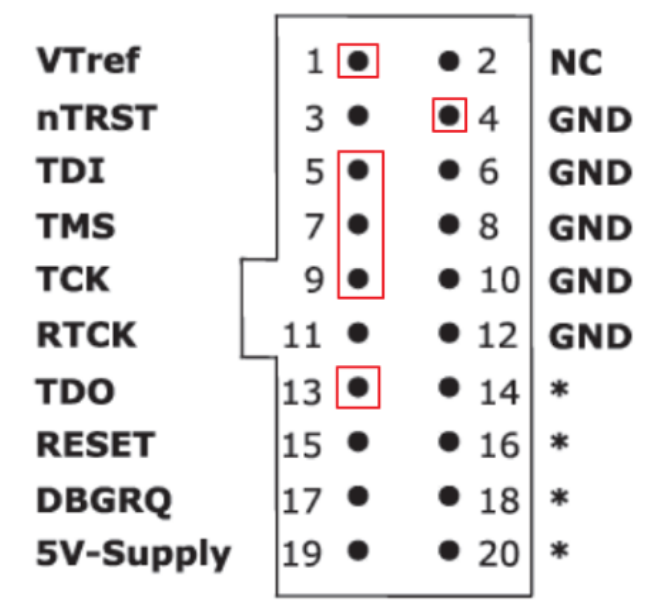 VTref 1 2 NC
nTRST 3 4 GND
TDI 5 6 GND
TMS 7 8 GND
TCK 9 10 GND
RTCK 11 12 GND
TDO 13 14 *
RESET 15 16 *
DBGRQ 17 18 *
5V-Supply 19 20 *